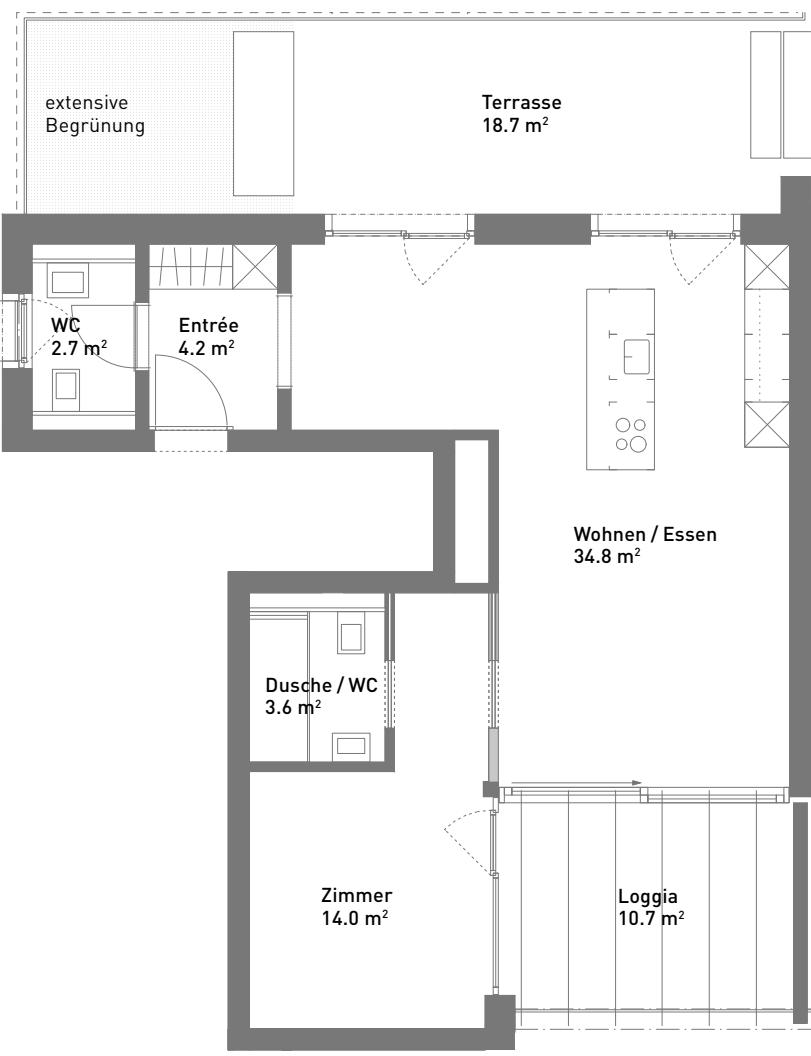 extensive
Begrünung
Terrasse
18.7 m²
WC
2.7 m²
Entrée
4.2 m²
Wohnen / Essen
34.8 m²
Dusche / WC
3.6 m²
Zimmer
14.0 m²
Loggia
10.7 m²